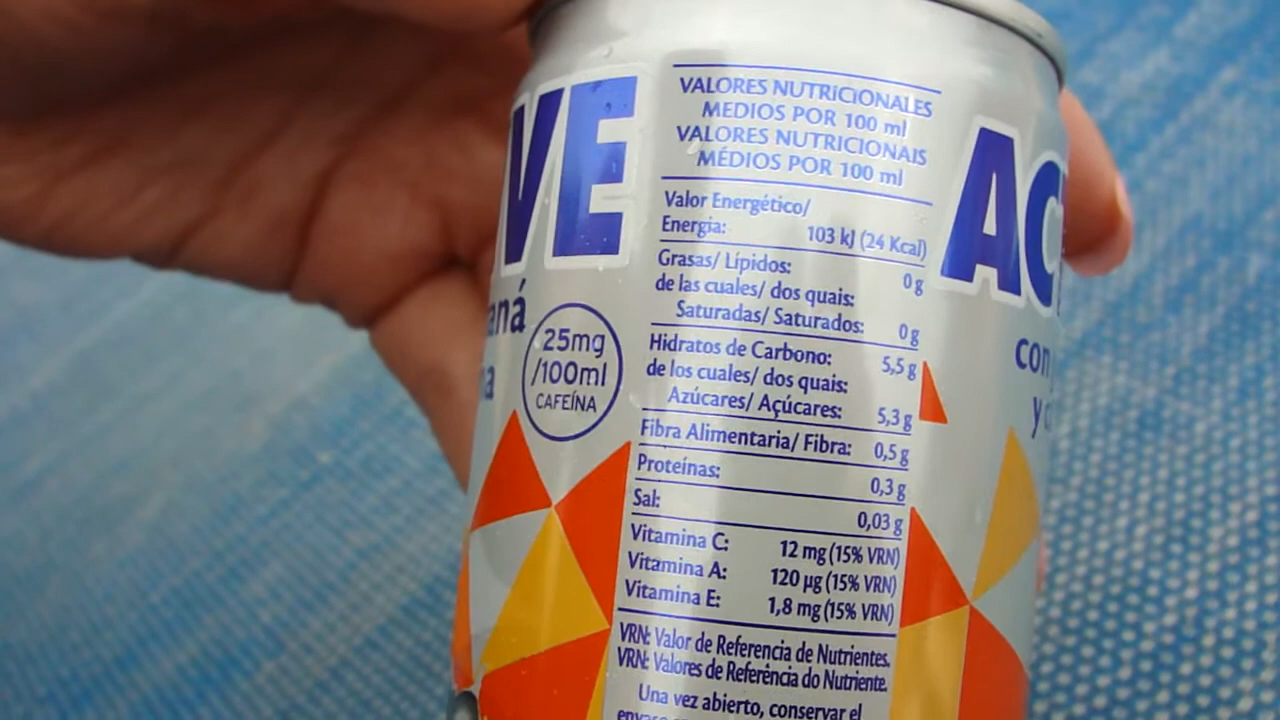 VE
aná
a
25mg
/100ml
CAFEÍNA
VALORES NUTRICIONALES
MEDIOS POR 100 ml
VALORES NUTRICIONAIS
MÉDIOS POR 100 ml
Valor Energético/
Energia: 103 kJ (24 Kcal)
Grasas/ Lípidos: 0 g
de las cuales/ dos quais:
Saturadas/ Saturados: 0 g
Hidratos de Carbono: 5,5 g
de los cuales/ dos quais:
Azúcares/ Açúcares: 5,3 g
Fibra Alimentaria/ Fibra: 0,5 g
Proteínas: 0,3 g
Sal: 0,03 g
Vitamina C: 12 mg (15% VRN)
Vitamina A: 120 µg (15% VRN)
Vitamina E: 1,8 mg (15% VRN)
VRN: Valor de Referencia de Nutrientes.
VRN: Valores de Referência do Nutriente.
Una vez abierto, conservar el
AC
con
y c